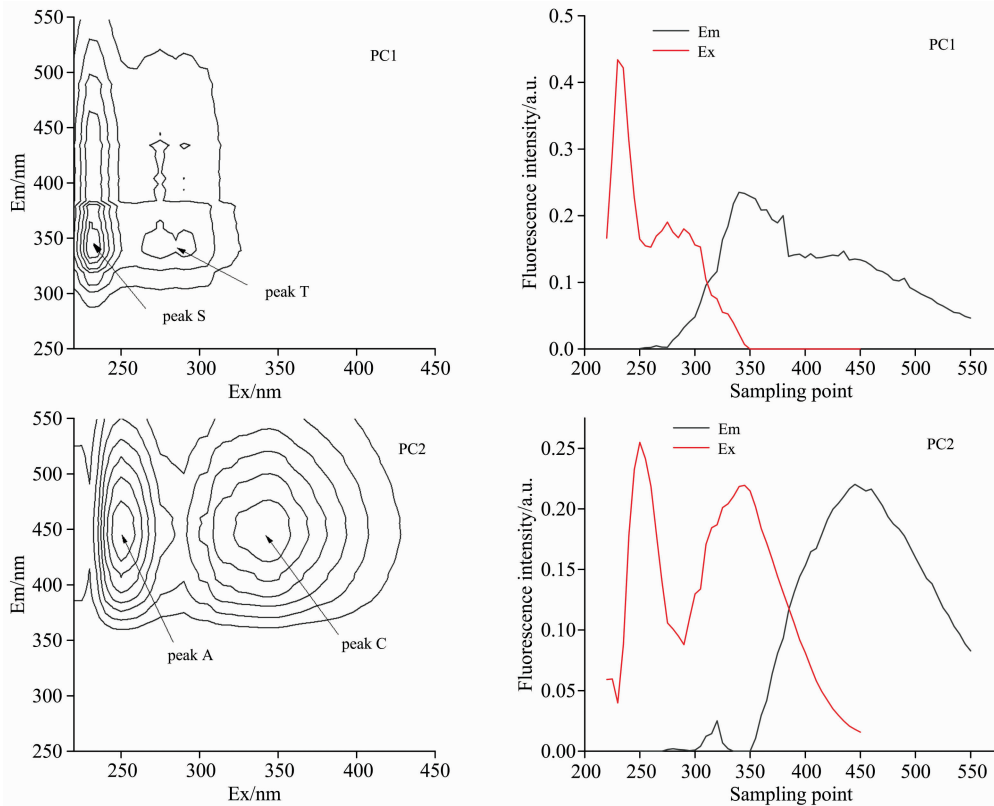 550
500
450
400
350
300
250
Em/nm
PC1
peak T
peak S
250
300
350
400
450
Ex/nm
0.5
0.4
0.3
0.2
0.1
0.0
Fluorescence intensity/a.u.
Em
Ex
PC1
200
250
300
350
400
450
500
550
Sampling point
550
500
450
400
350
300
250
Em/nm
PC2
peak A
peak C
250
300
350
400
450
Ex/nm
0.25
0.20
0.15
0.10
0.05
0.00
Fluorescence intensity/a.u.
Em
Ex
PC2
200
250
300
350
400
450
500
550
Sampling point